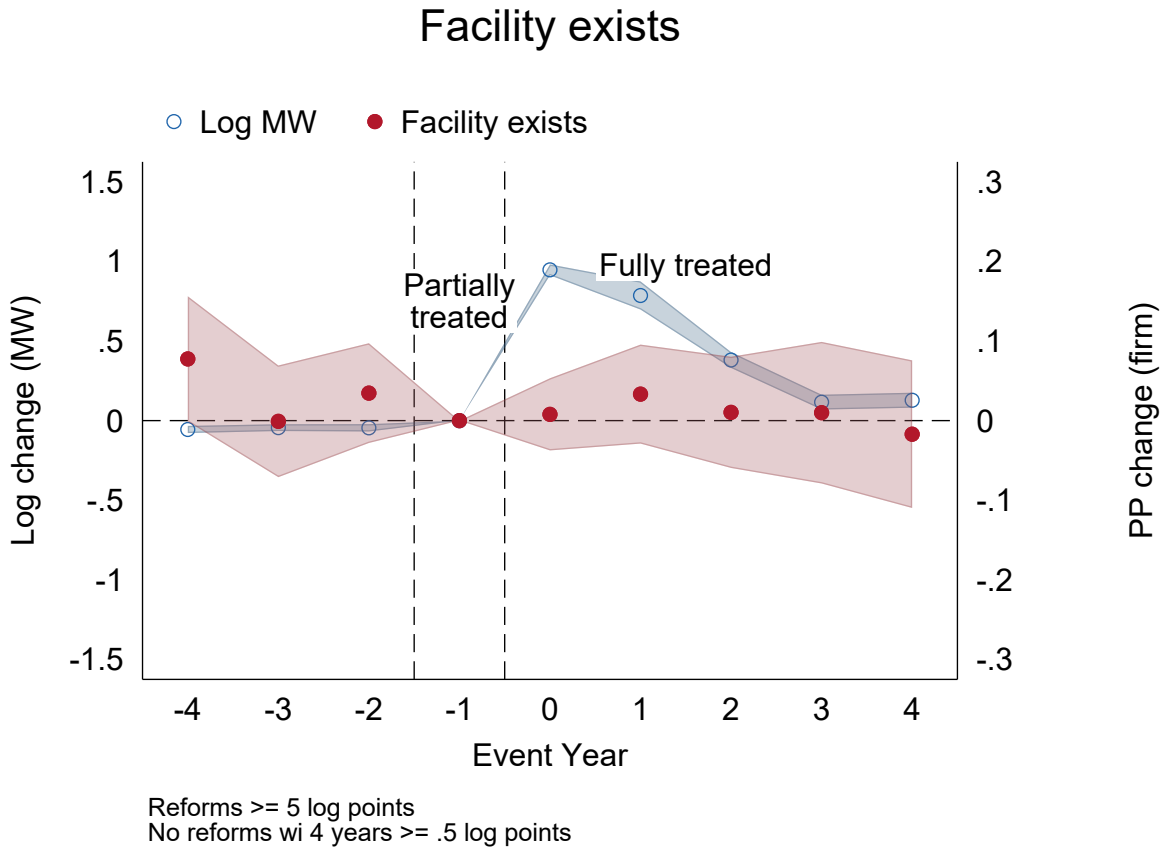 Facility exists
Log MW
Facility exists
1.5
1
.5
0
-.5
-1
-1.5
Log change (MW)
Partially
treated
Fully treated
.3
.2
.1
0
-.1
-.2
-.3
PP change (firm)
-4 -3 -2 -1 0 1 2 3 4
Event Year
Reforms >= 5 log points
No reforms wi 4 years >= .5 log points